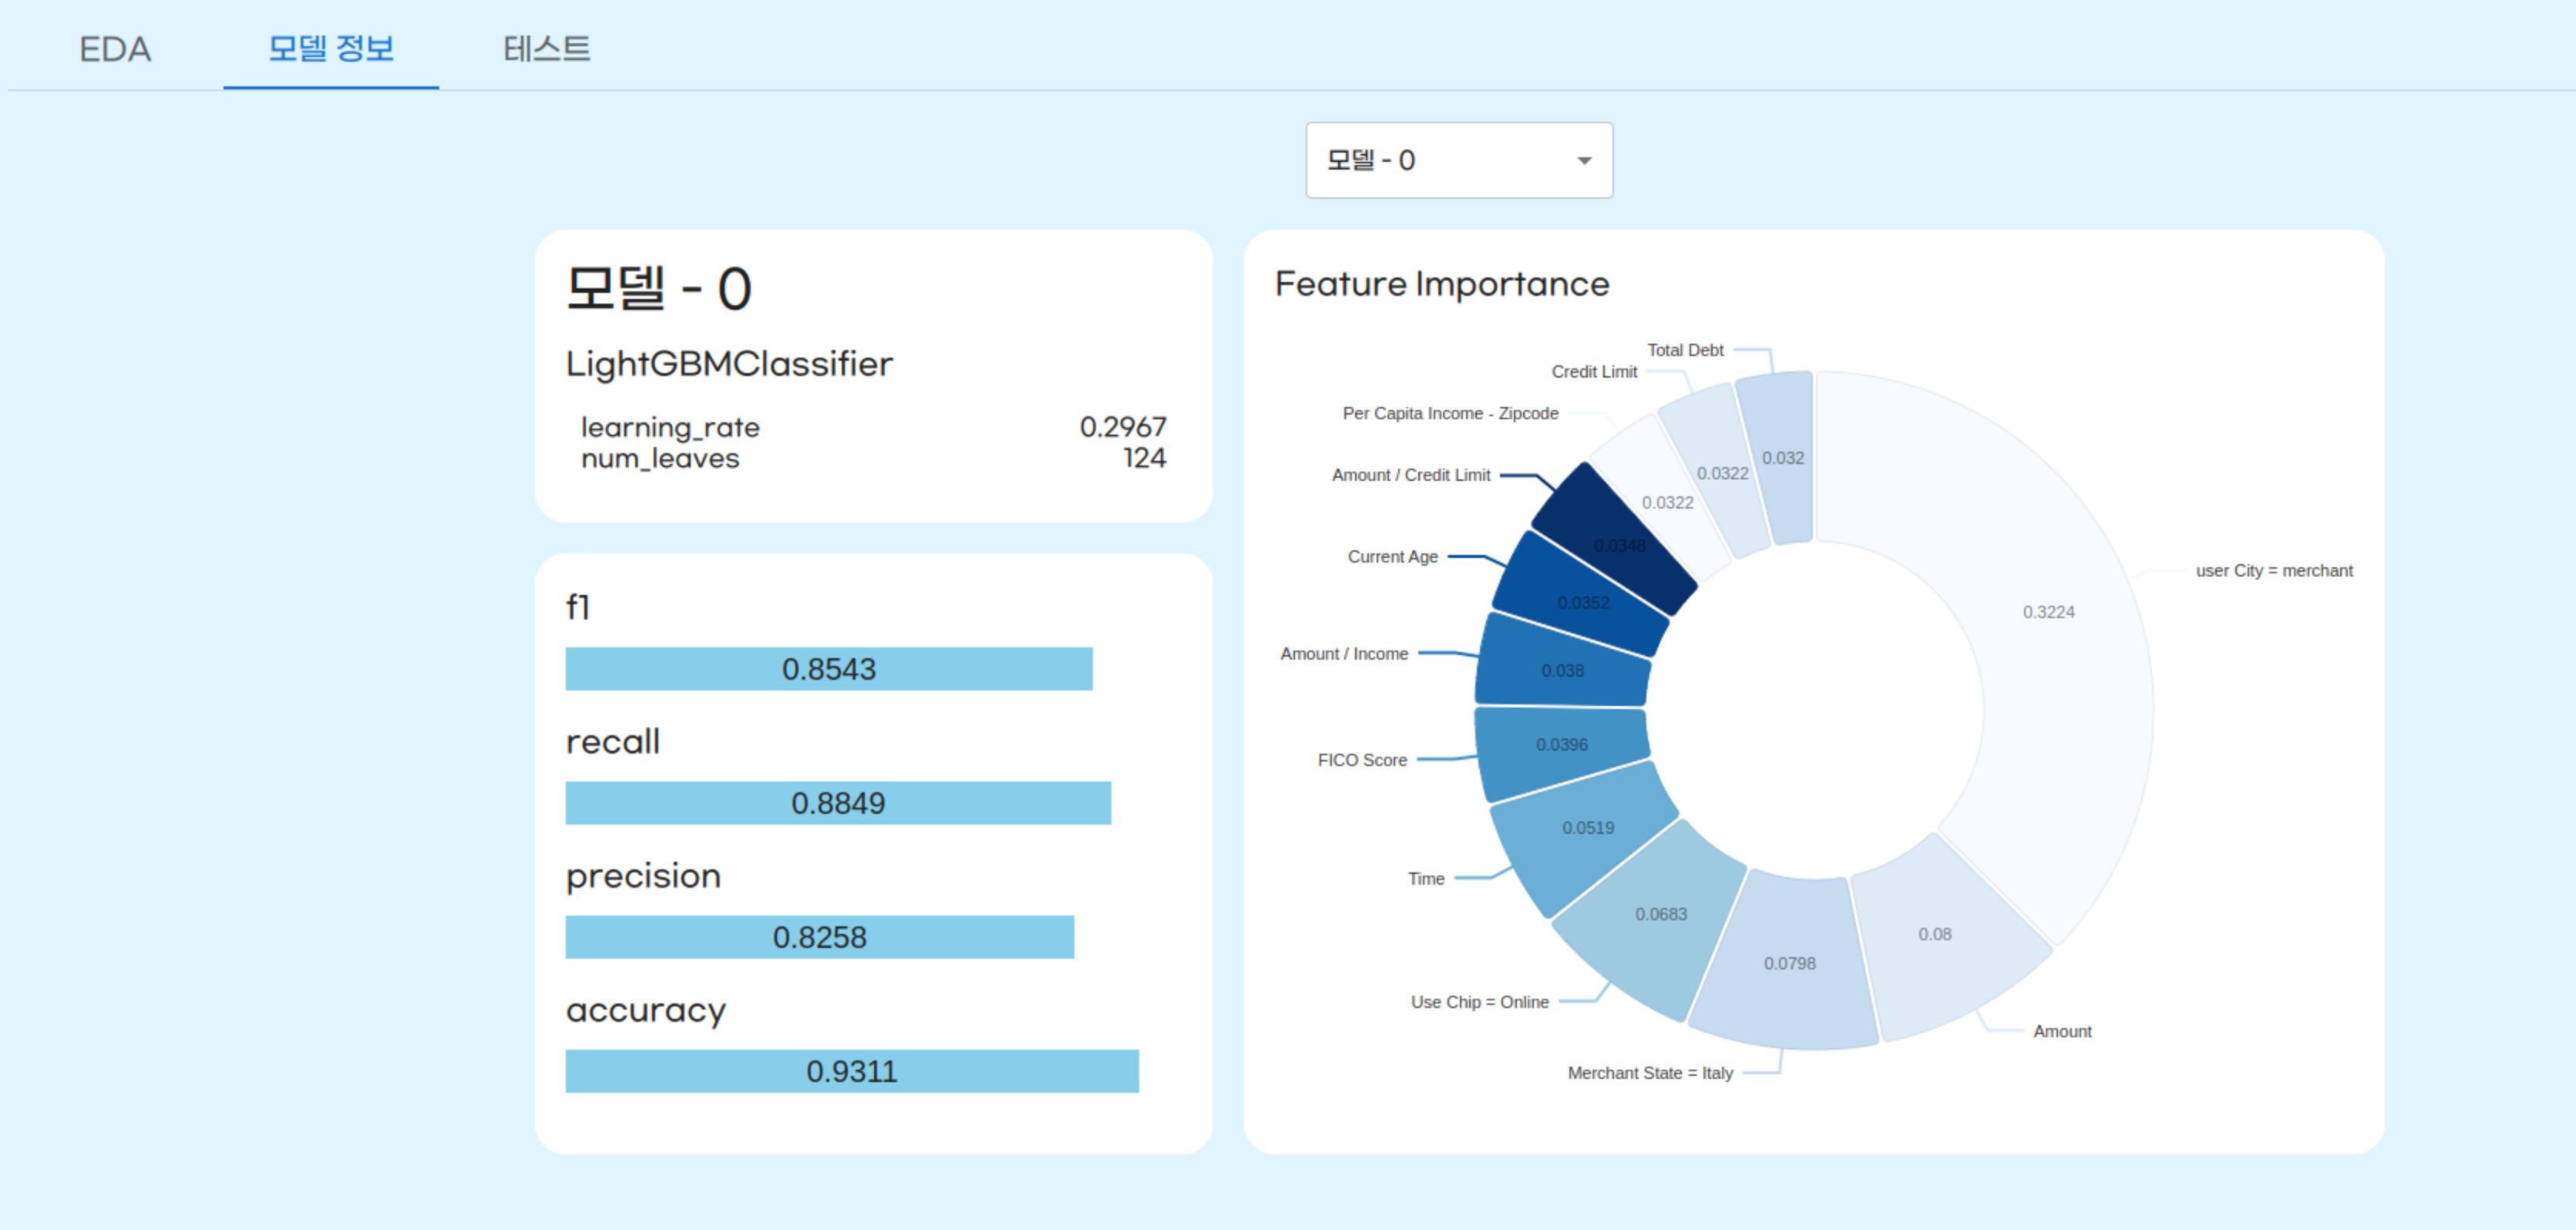 EDA 모델 정보 테스트
모델 - 0
모델 - 0
LightGBMClassifier
learning_rate 0.2967
num_leaves 124
f1
0.8543
recall
0.8849
precision
0.8258
accuracy
0.9311
Feature Importance
Total Debt
Credit Limit
Per Capita Income - Zipcode
Amount / Credit Limit
Current Age
Amount / Income
FICO Score
Time
Use Chip = Online
Merchant State = Italy
Amount
user City = merchant
0.032
0.0322
0.0322
0.0348
0.0352
0.038
0.0396
0.0519
0.0683
0.0798
0.08
0.3224